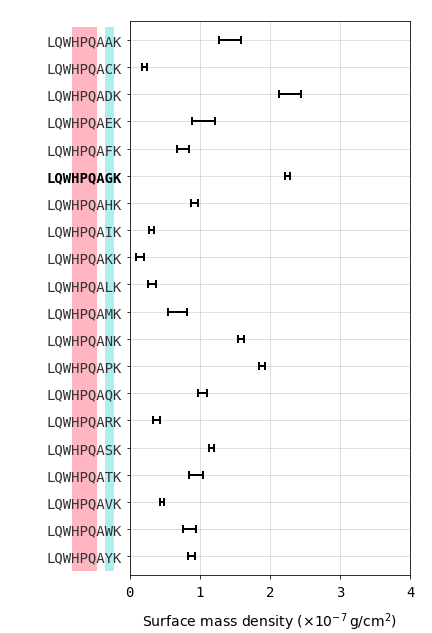 LQWHPQAAK
LQWHPQACK
LQWHPQADK
LQWHPQAEK
LQWHPQAFK
LQWHPQAGK
LQWHPQAHK
LQWHPQAIK
LQWHPQAKK
LQWHPQALK
LQWHPQAMK
LQWHPQANK
LQWHPQAPK
LQWHPQAQK
LQWHPQARK
LQWHPQASK
LQWHPQATK
LQWHPQAVK
LQWHPQAWK
LQWHPQAYK
0 1 2 3 4
Surface mass density (×10⁻⁷ g/cm²)